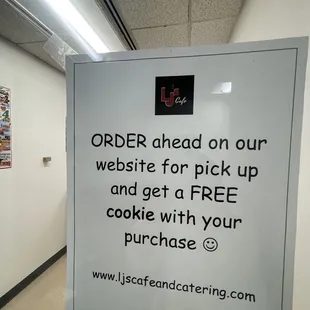 LJ's
Cafe
ORDER ahead on our
website for pick up
and get a FREE
cookie with your
purchase ☺
www.ljscafeandcatering.com